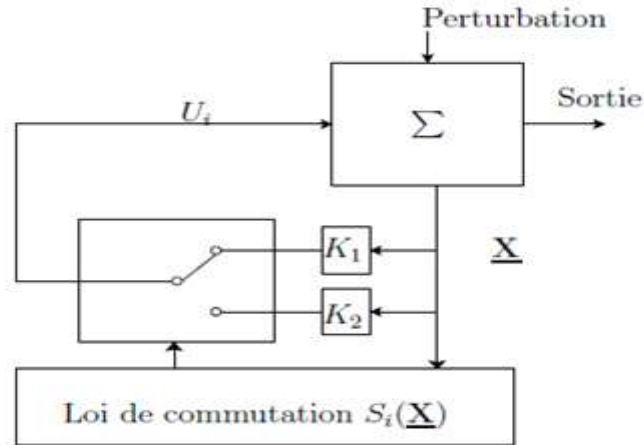 Perturbation
Sortie
U_i
Σ
K_1
X
K_2
Loi de commutation S_i(X)